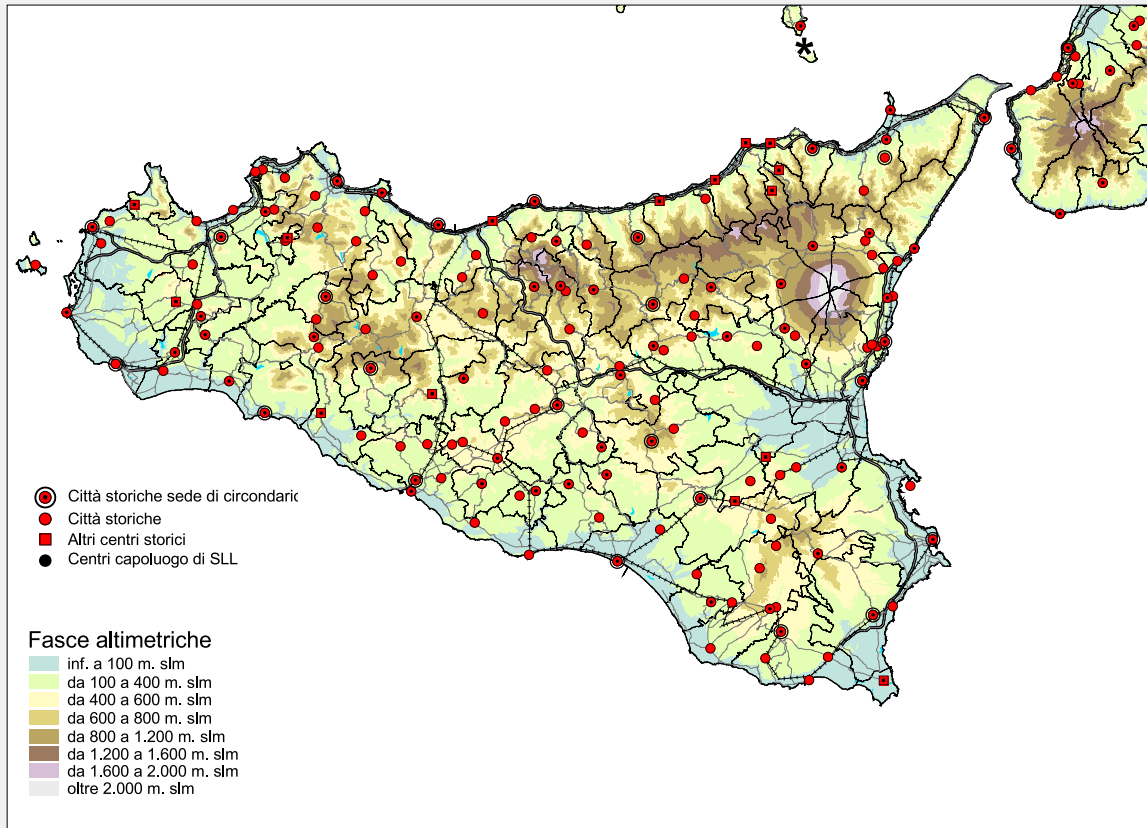 *
Città storiche sede di circondaric
Città storiche
Altri centri storici
Centri capoluogo di SLL
Fasce altimetriche
inf. a 100 m. slm
da 100 a 400 m. slm
da 400 a 600 m. slm
da 600 a 800 m. slm
da 800 a 1.200 m. slm
da 1.200 a 1.600 m. slm
da 1.600 a 2.000 m. slm
oltre 2.000 m. slm